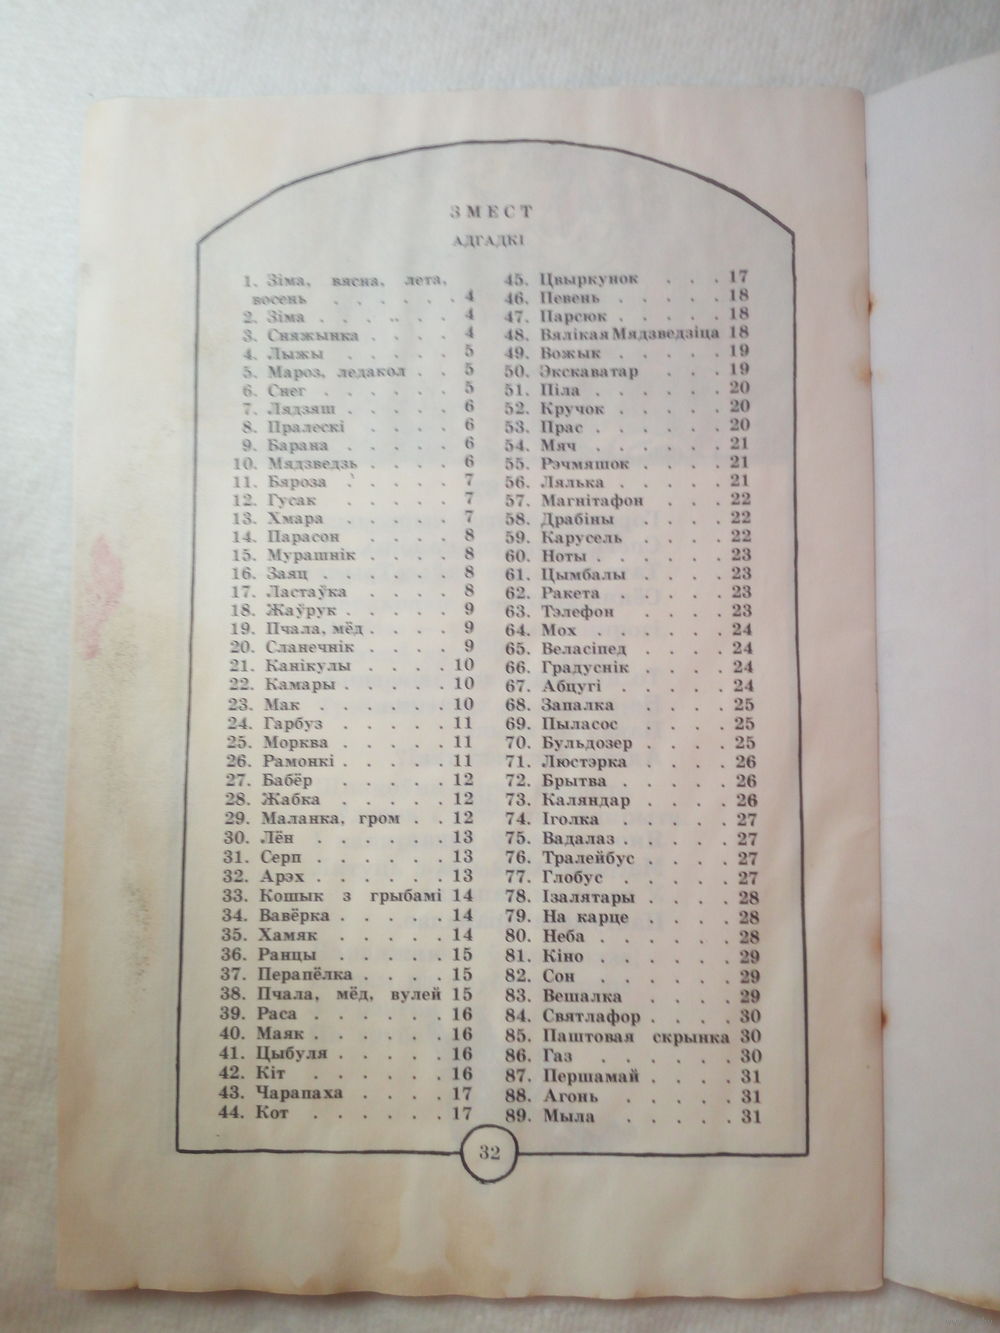 ЗМЕСТ
АДГАДКІ
1. Зіма, вясна, лета,
восень . . . . . . 4
2. Зіма . . . . . . 4
3. Сняжынка . . . . 4
4. Лыжы . . . . . 5
5. Мароз, ледакол . . 5
6. Снег . . . . . . 5
7. Лядзяш . . . . . 6
8. Пралескі . . . . 6
9. Барана . . . . . 6
10. Мядзведзь . . . . 6
11. Бяроза . . . . . 7
12. Гусак . . . . . 7
13. Хмара . . . . . 7
14. Парасон . . . . 8
15. Мурашнік . . . . 8
16. Заяц . . . . . . 8
17. Ластаўка . . . . 8
18. Жаўрук . . . . . 9
19. Пчала, мёд . . . . 9
20. Сланечнік . . . . 9
21. Канікулы . . . . 10
22. Камары . . . . . 10
23. Мак . . . . . . 10
24. Гарбуз . . . . . 11
25. Морква . . . . . 11
26. Рамонкі . . . . . 11
27. Бабёр . . . . . 12
28. Жабка . . . . . 12
29. Маланка, гром . . 12
30. Лён . . . . . . 13
31. Серп . . . . . . 13
32. Арэх . . . . . . 13
33. Кошык з грыбамі 14
34. Вавёрка . . . . . 14
35. Хамяк . . . . . 14
36. Ранцы . . . . . 15
37. Перапёлка . . . . 15
38. Пчала, мёд, вулей 15
39. Раса . . . . . . 16
40. Маяк . . . . . . 16
41. Цыбуля . . . . . 16
42. Кіт . . . . . . 16
43. Чарапаха . . . . 17
44. Кот . . . . . . 17
45. Цвыркунок . . . 17
46. Певень . . . . . 18
47. Парсюк . . . . . 18
48. Вялікая Мядзведзіца 18
49. Вожык . . . . . 19
50. Экскаватар . . . 19
51. Піла . . . . . . 20
52. Кручок . . . . . 20
53. Прас . . . . . . 20
54. Мяч . . . . . . 21
55. Рэчмяшок . . . . 21
56. Лялька . . . . . 21
57. Магнітафон . . . 22
58. Драбіны . . . . 22
59. Карусель . . . . 22
60. Ноты . . . . . . 23
61. Цымбалы . . . . 23
62. Ракета . . . . . 23
63. Тэлефон . . . . 23
64. Мох . . . . . . 24
65. Веласіпед . . . . 24
66. Градуснік . . . . 24
67. Абцугі . . . . . 24
68. Запалка . . . . 25
69. Пыласос . . . . 25
70. Бульдозер . . . . 25
71. Люстэрка . . . . 26
72. Брытва . . . . . 26
73. Каляндар . . . . 26
74. Іголка . . . . . 27
75. Вадалаз . . . . . 27
76. Тралейбус . . . . 27
77. Глобус . . . . . 27
78. Ізалятары . . . . 28
79. На карце . . . . 28
80. Неба . . . . . . 28
81. Кіно . . . . . . 29
82. Сон . . . . . . 29
83. Вешалка . . . . 29
84. Святлафор . . . . 30
85. Паштовая скрынка 30
86. Газ . . . . . . 30
87. Першамай . . . . 31
88. Агонь . . . . . 31
89. Мыла . . . . . 31
32